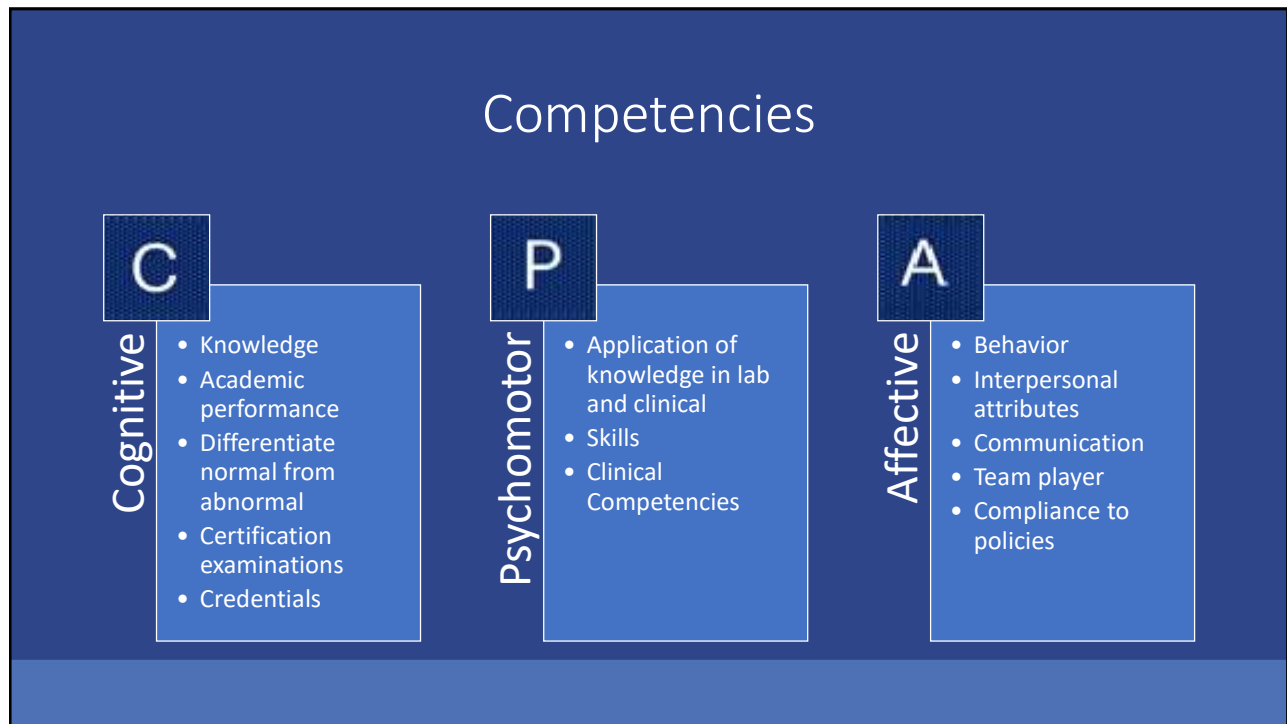 Competencies
C
Cognitive
• Knowledge
• Academic
performance
• Differentiate
normal from
abnormal
• Certification
examinations
• Credentials
P
Psychomotor
• Application of
knowledge in lab
and clinical
• Skills
• Clinical
Competencies
A
Affective
• Behavior
• Interpersonal
attributes
• Communication
• Team player
• Compliance to
policies